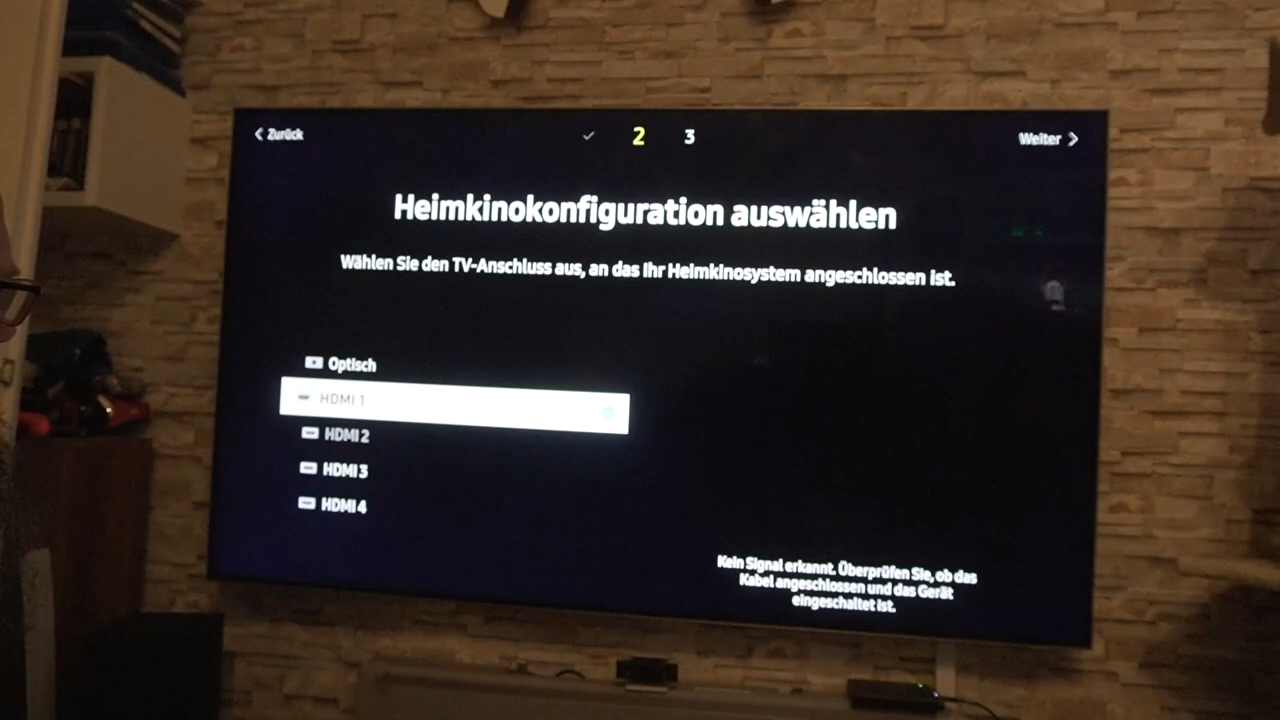 Zurück
2
3
Weiter
Heimkinokonfiguration auswählen
Wählen Sie den TV-Anschluss aus, an das Ihr Heimkinosystem angeschlossen ist.
Optisch
HDMI 1
HDMI 2
HDMI 3
HDMI 4
Kein Signal erkannt. Überprüfen Sie, ob das
Kabel angeschlossen und das Gerät
eingeschaltet ist.